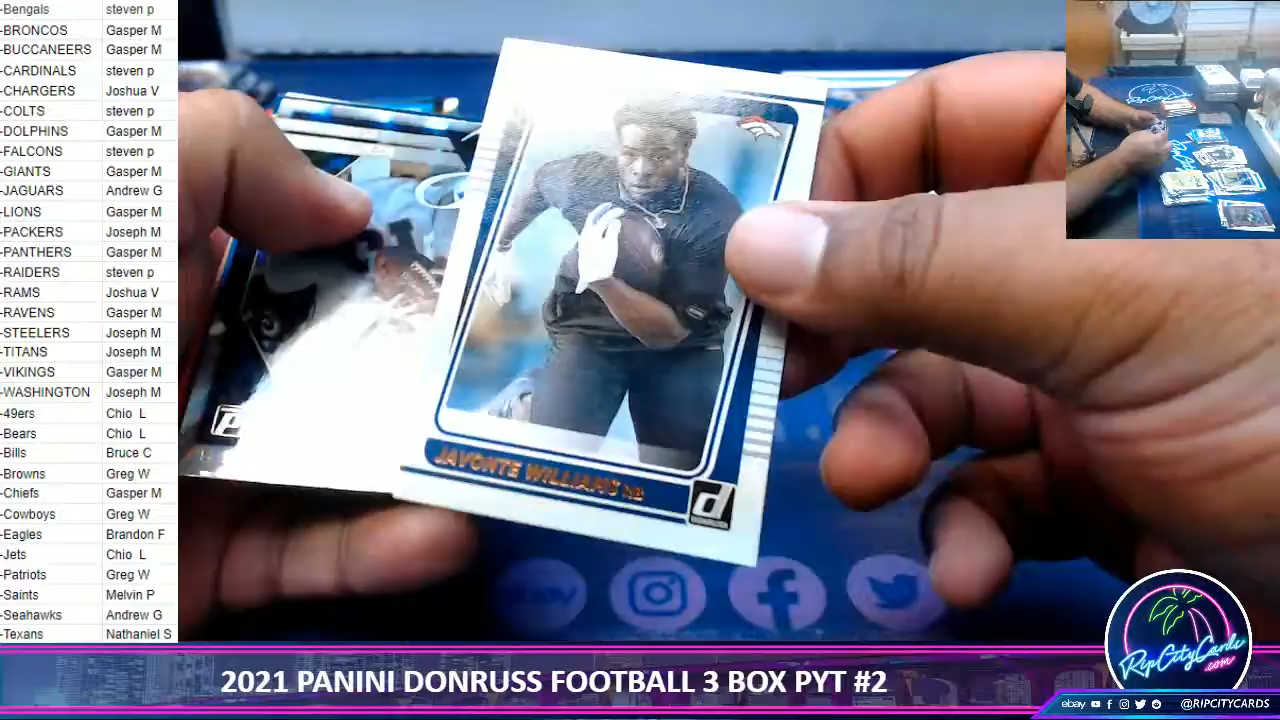 -Bengals steven p
-BRONCOS Gasper M
-BUCCANEERS Gasper M
-CARDINALS steven p
-CHARGERS Joshua V
-COLTS steven p
-DOLPHINS Gasper M
-FALCONS steven p
-GIANTS Gasper M
-JAGUARS Andrew G
-LIONS Gasper M
-PACKERS Joseph M
-PANTHERS Gasper M
-RAIDERS steven p
-RAMS Joshua V
-RAVENS Gasper M
-STEELERS Joseph M
-TITANS Joseph M
-VIKINGS Gasper M
-WASHINGTON Joseph M
-49ers Chio L
-Bears Chio L
-Bills Bruce C
-Browns Greg W
-Chiefs Gasper M
-Cowboys Greg W
-Eagles Brandon F
-Jets Chio L
-Patriots Greg W
-Saints Melvin P
-Seahawks Andrew G
-Texans Nathaniel S
JAVONTE WILLIAMS RB
d
DONRUSS
RipCityCards
.com
2021 PANINI DONRUSS FOOTBALL 3 BOX PYT #2
ebay @RIPCITYCARDS